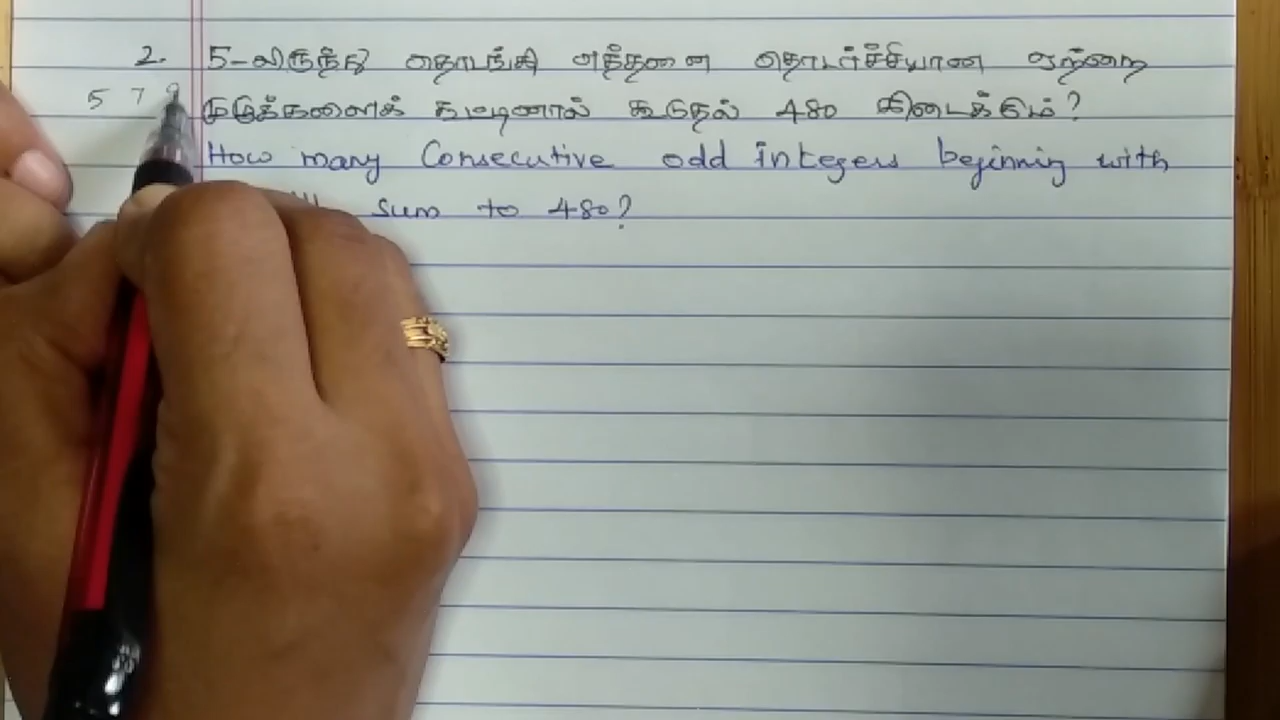 2. 5-லிருந்து தொடங்கி எத்தனை தொடர்ச்சியான ஒற்றை
5 7 9 முழுக்களைக் கூட்டினால் கூடுதல் 480 கிடைக்கும்?
How many Consecutive odd integers beginning with
sum to 480?